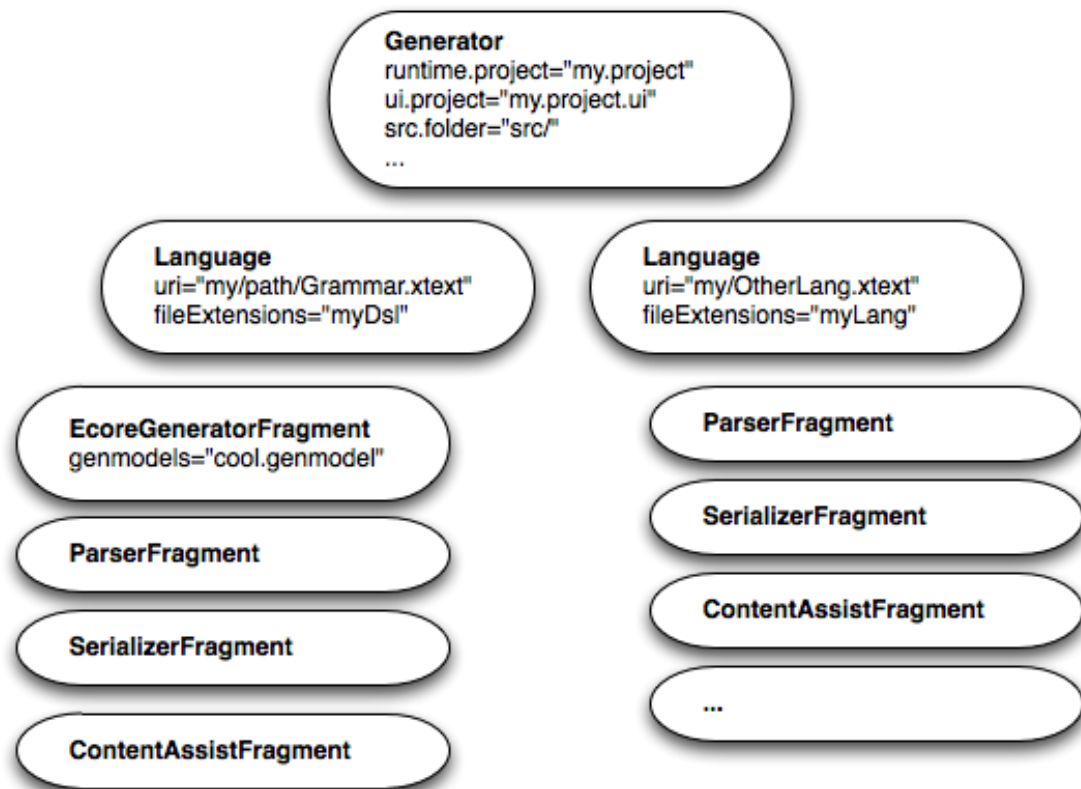 Generator
runtime.project="my.project"
ui.project="my.project.ui"
src.folder="src/"
...
Language
uri="my/path/Grammar.xtext"
fileExtensions="myDsl"
Language
uri="my/OtherLang.xtext"
fileExtensions="myLang"
EcoreGeneratorFragment
genmodels="cool.genmodel"
ParserFragment
SerializerFragment
ContentAssistFragment
ParserFragment
SerializerFragment
ContentAssistFragment
...